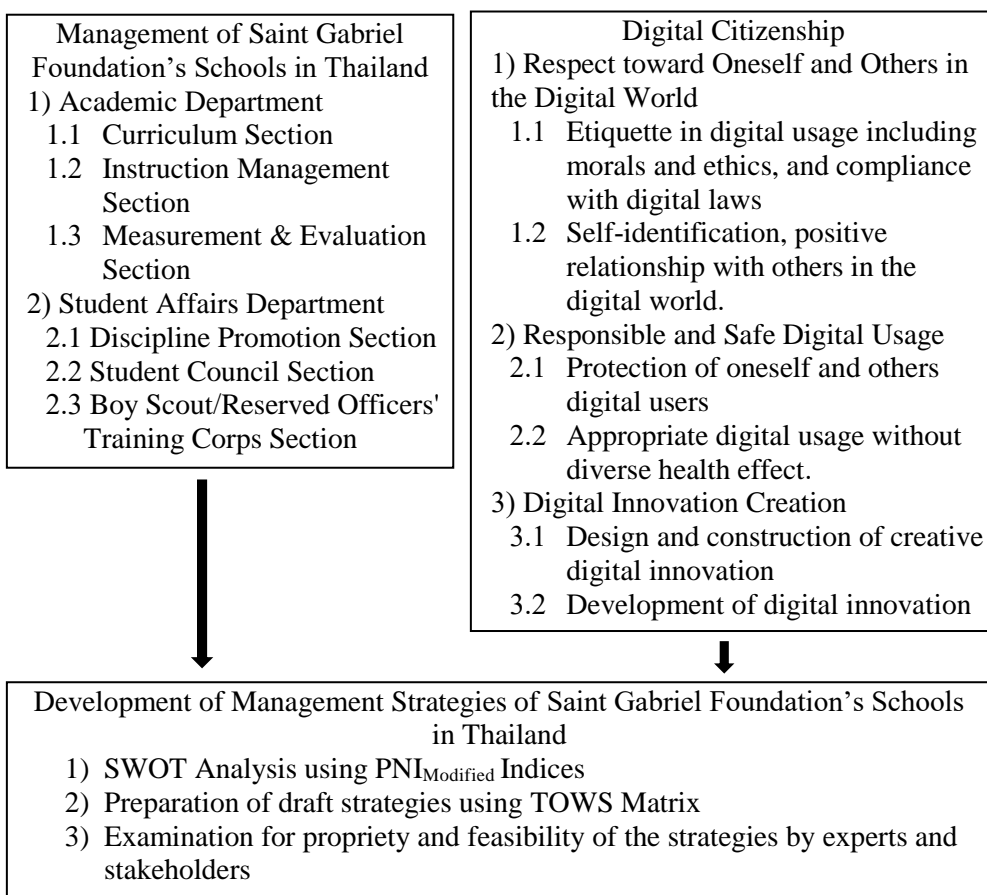 Management of Saint Gabriel
Foundation’s Schools in Thailand
1) Academic Department
1.1 Curriculum Section
1.2 Instruction Management
Section
1.3 Measurement & Evaluation
Section
2) Student Affairs Department
2.1 Discipline Promotion Section
2.2 Student Council Section
2.3 Boy Scout/Reserved Officers'
Training Corps Section
Digital Citizenship
1) Respect toward Oneself and Others in
the Digital World
1.1 Etiquette in digital usage including
morals and ethics, and compliance
with digital laws
1.2 Self-identification, positive
relationship with others in the
digital world.
2) Responsible and Safe Digital Usage
2.1 Protection of oneself and others
digital users
2.2 Appropriate digital usage without
diverse health effect.
3) Digital Innovation Creation
3.1 Design and construction of creative
digital innovation
3.2 Development of digital innovation
Development of Management Strategies of Saint Gabriel Foundation’s Schools
in Thailand
1) SWOT Analysis using PNIModified Indices
2) Preparation of draft strategies using TOWS Matrix
3) Examination for propriety and feasibility of the strategies by experts and
stakeholders